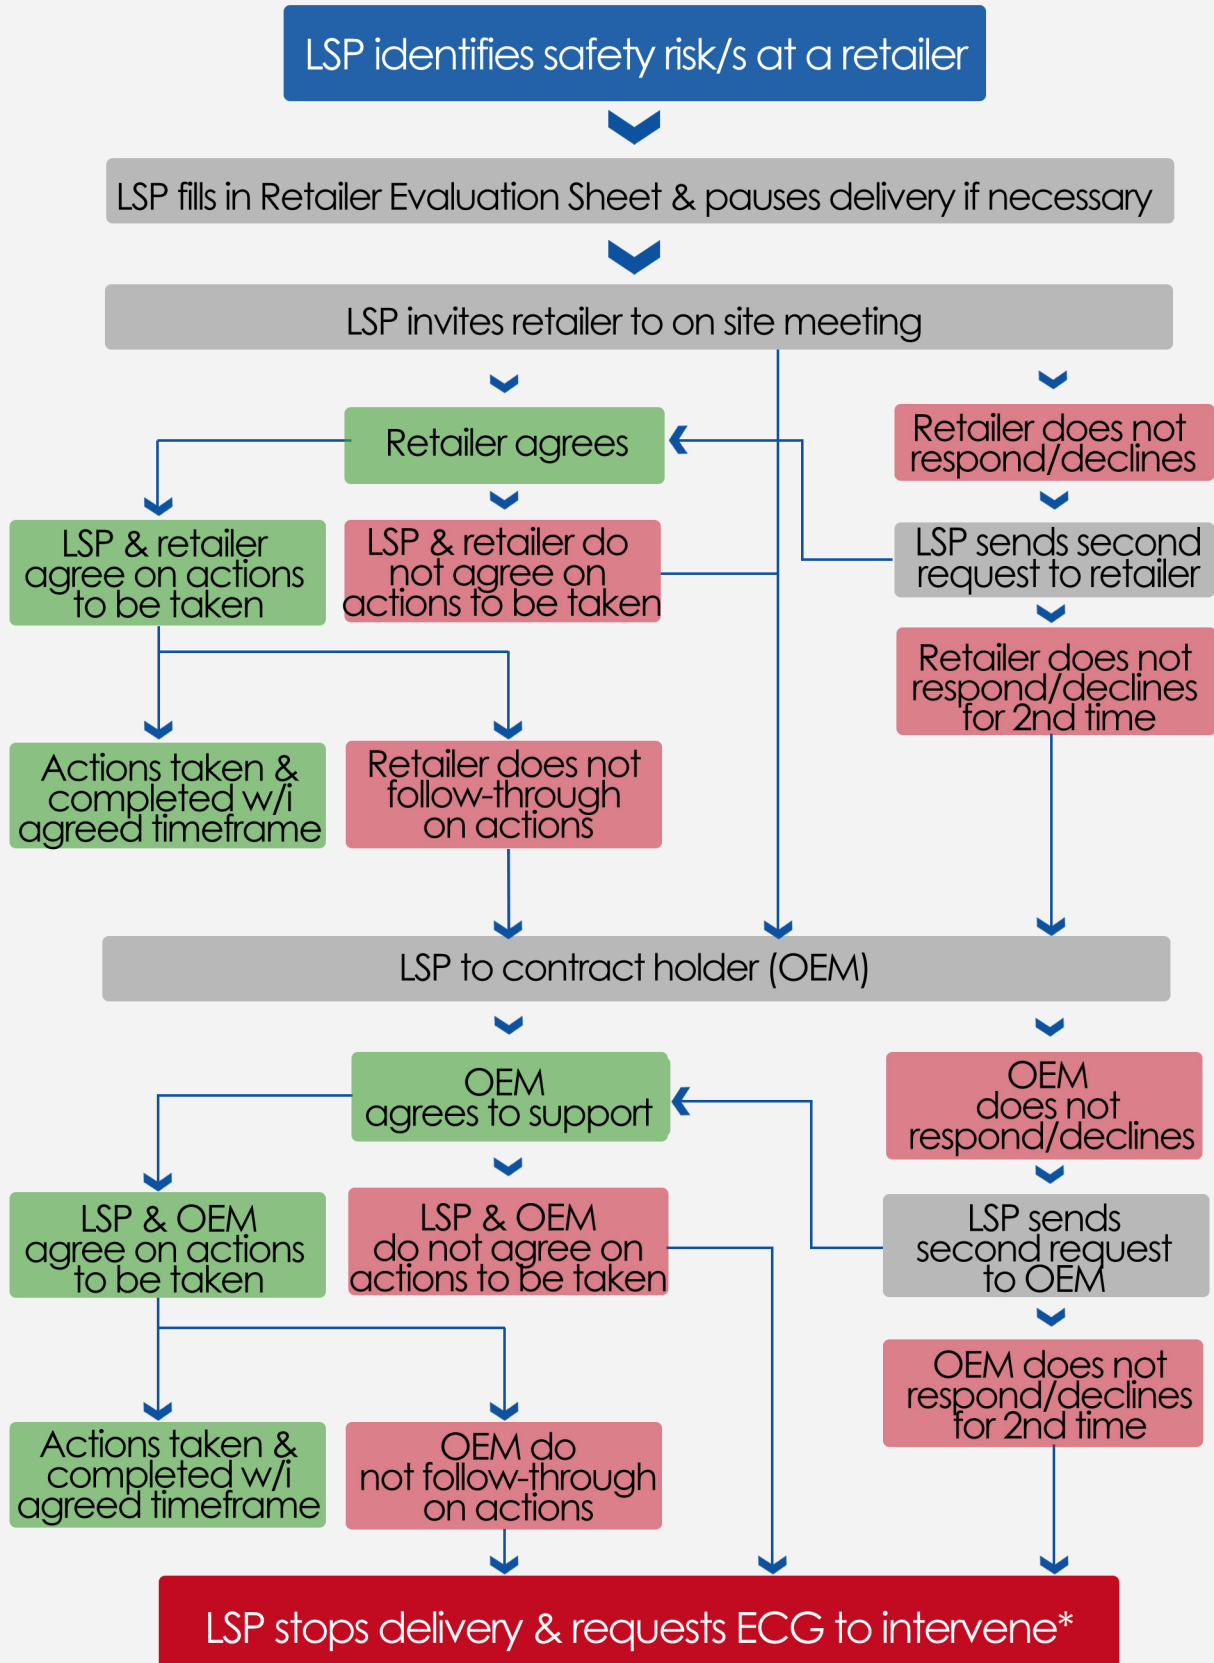 LSP identifies safety risk/s at a retailer
LSP fills in Retailer Evaluation Sheet & pauses delivery if necessary
LSP invites retailer to on site meeting
Retailer agrees
Retailer does not
respond/declines
LSP & retailer
agree on actions
to be taken
LSP & retailer do
not agree on
actions to be taken
LSP sends second
request to retailer
Retailer does not
respond/declines
for 2nd time
Actions taken &
completed w/i
agreed timeframe
Retailer does not
follow-through
on actions
LSP to contract holder (OEM)
OEM
agrees to support
OEM
does not
respond/declines
LSP & OEM
agree on actions
to be taken
LSP & OEM
do not agree on
actions to be taken
LSP sends
second request
to OEM
OEM does not
respond/declines
for 2nd time
Actions taken &
completed w/i
agreed timeframe
OEM do
not follow-through
on actions
LSP stops delivery & requests ECG to intervene*